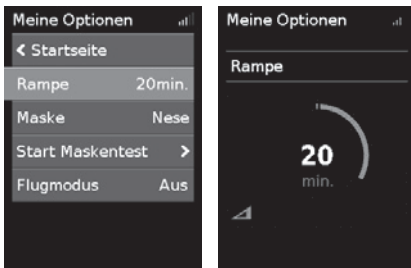 Meine Optionen
< Startseite
Rampe 20min.
Maske Nese
Start Maskentest >
Flugmodus Aus
Meine Optionen
Rampe
20
min.